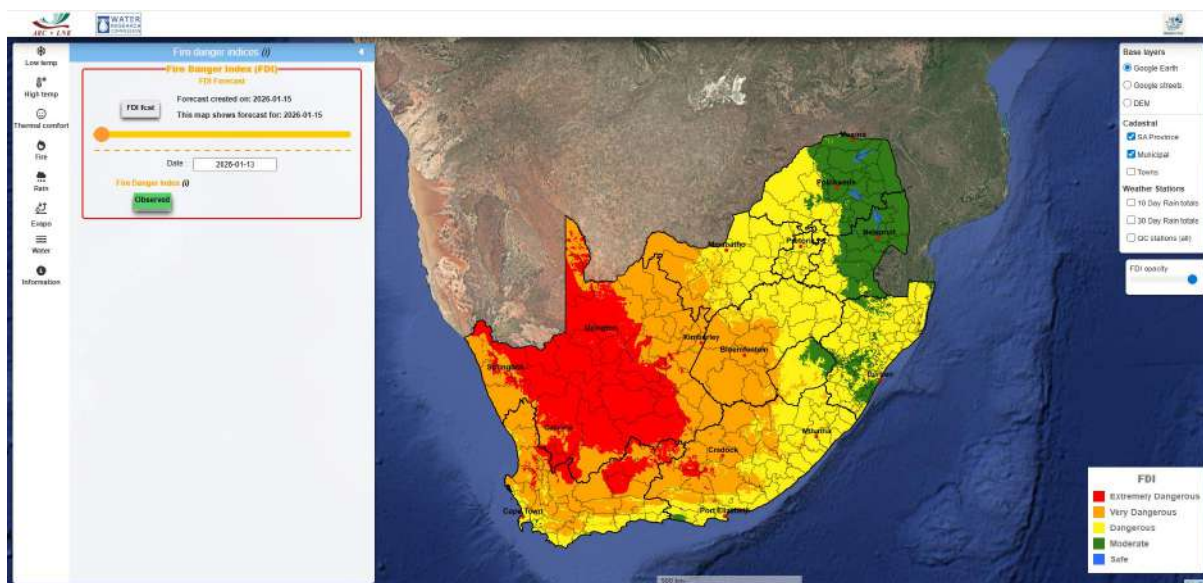 ARC • LNR
WATER
RESEARCH
COMMISSION
Low temp
High temp
Thermal comfort
Fire
Rain
Evapo
Water
Information
Fire danger indices (i)
Fire Danger Index (FDI)
FDI Forecast
FDI fcst
Forecast created on: 2026-01-15
This map shows forecast for: 2026-01-15
Date
2026-01-13
Fire Danger Index (i)
Observed
Musina
Polokwane
Nelspruit
Mmabatho
Pretoria
Upington
Kimberley
Bloemfontein
Springbok
Durban
Calvinia
Mthatha
Cradock
Cape Town
Port Elizabeth
Base layers
Google Earth
Google streets
DEM
Cadastral
SA Province
Municipal
Towns
Weather Stations
10 Day Rain totals
30 Day Rain totals
QC stations (all)
FDI opacity
FDI
Extremely Dangerous
Very Dangerous
Dangerous
Moderate
Safe
500 km